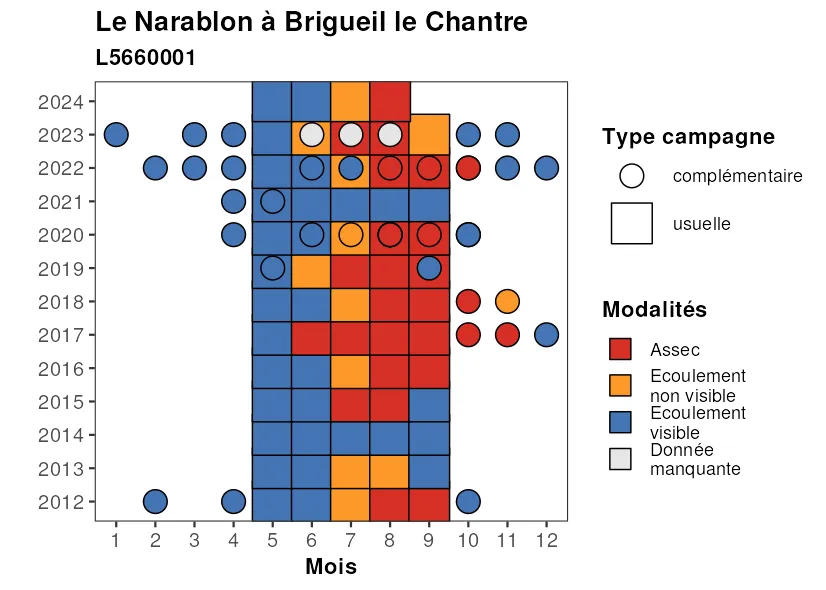 Le Narablon à Brigueil le Chantre
L5660001
2024
2023
2022
2021
2020
2019
2018
2017
2016
2015
2014
2013
2012
1 2 3 4 5 6 7 8 9 10 11 12
Mois
Type campagne
complémentaire
usuelle
Modalités
Assec
Ecoulement
non visible
Ecoulement
visible
Donnée
manquante